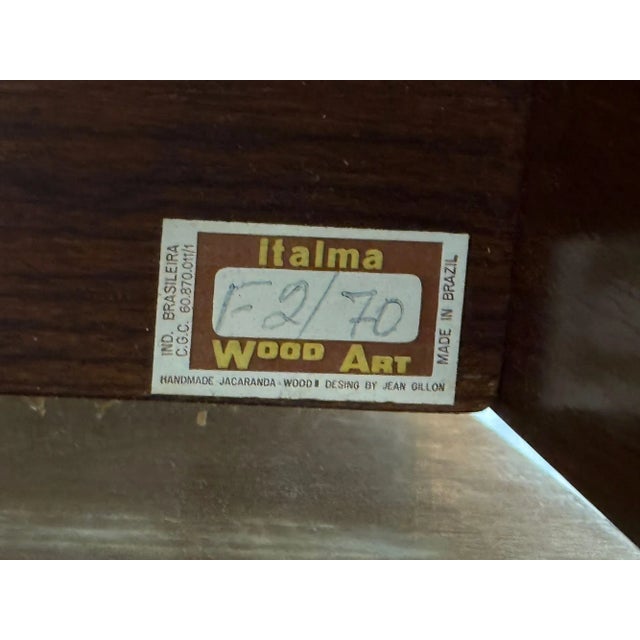 italma
F-2/70
WOOD ART
IND. BRASILEIRA
C.G.C. 60.870.011/1
MADE IN BRAZIL
HANDMADE JACARANDA-WOOD DESING BY JEAN GILLON